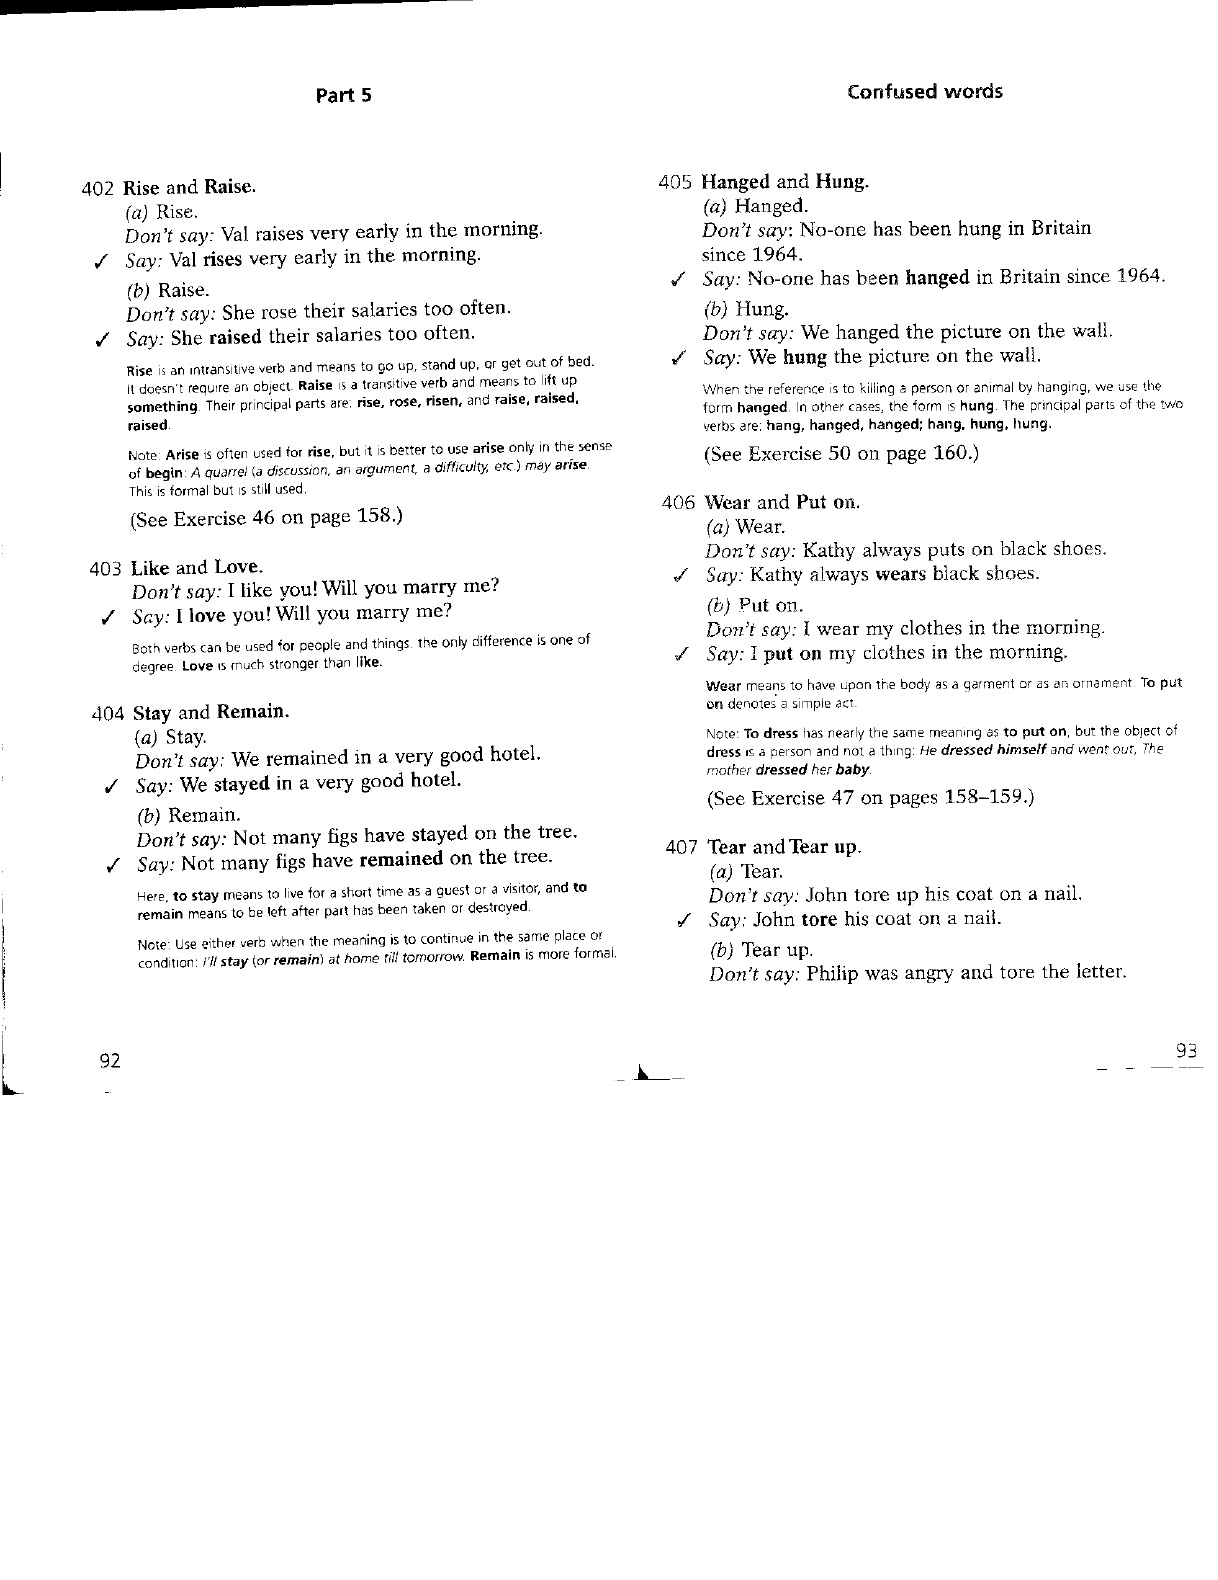 Part 5
402 Rise and Raise.
(a) Rise.
Don't say: Val raises very early in the morning.
✓ Say: Val rises very early in the morning.
(b) Raise.
Don't say: She rose their salaries too often.
✓ Say: She raised their salaries too often.
Rise is an intransitive verb and means to go up, stand up, or get out of bed.
It doesn't require an object. Raise is a transitive verb and means to lift up
something. Their principal parts are: rise, rose, risen, and raise, raised,
raised.
Note: Arise is often used for rise, but it is better to use arise only in the sense
of begin: A quarrel (a discussion, an argument, a difficulty, etc.) may arise.
This is formal but is still used.
(See Exercise 46 on page 158.)
403 Like and Love.
Don't say: I like you! Will you marry me?
✓ Say: I love you! Will you marry me?
Both verbs can be used for people and things. the only difference is one of
degree. Love is much stronger than like.
404 Stay and Remain.
(a) Stay.
Don't say: We remained in a very good hotel.
✓ Say: We stayed in a very good hotel.
(b) Remain.
Don't say: Not many figs have stayed on the tree.
✓ Say: Not many figs have remained on the tree.
Here, to stay means to live for a short time as a guest or a visitor, and to
remain means to be left after part has been taken or destroyed.
Note: Use either verb when the meaning is to continue in the same place or
condition: I'll stay (or remain) at home till tomorrow. Remain is more formal.
92
Confused words
405 Hanged and Hung.
(a) Hanged.
Don't say: No-one has been hung in Britain
since 1964.
✓ Say: No-one has been hanged in Britain since 1964.
(b) Hung.
Don't say: We hanged the picture on the wall.
✓ Say: We hung the picture on the wall.
When the reference is to killing a person or animal by hanging, we use the
form hanged. In other cases, the form is hung. The principal parts of the two
verbs are: hang, hanged, hanged; hang, hung, hung.
(See Exercise 50 on page 160.)
406 Wear and Put on.
(a) Wear.
Don't say: Kathy always puts on black shoes.
✓ Say: Kathy always wears black shoes.
(b) Put on.
Don't say: I wear my clothes in the morning.
✓ Say: I put on my clothes in the morning.
Wear means to have upon the body as a garment or as an ornament. To put
on denotes a simple act.
Note: To dress has nearly the same meaning as to put on, but the object of
dress is a person and not a thing: He dressed himself and went out, The
mother dressed her baby.
(See Exercise 47 on pages 158–159.)
407 Tear and Tear up.
(a) Tear.
Don't say: John tore up his coat on a nail.
✓ Say: John tore his coat on a nail.
(b) Tear up.
Don't say: Philip was angry and tore the letter.
93